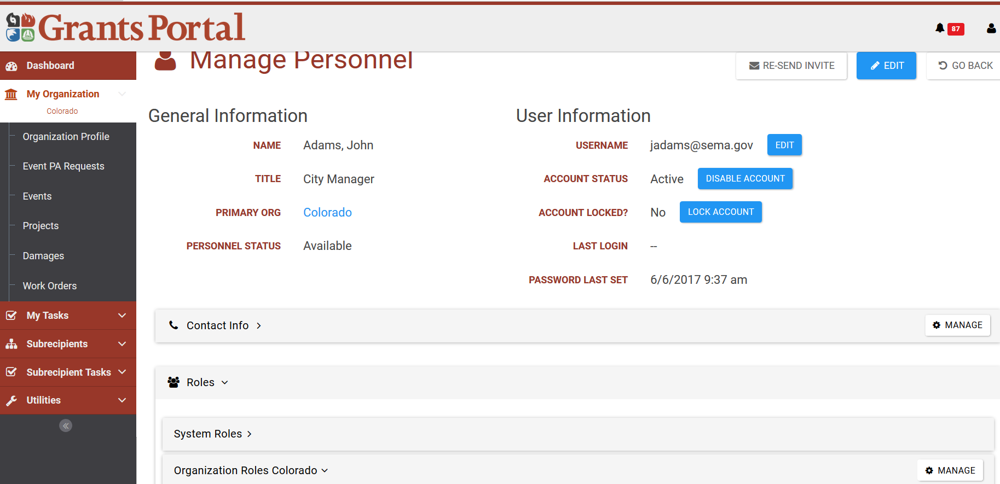 Grants Portal
87
Dashboard
My Organization
Colorado
Organization Profile
Event PA Requests
Events
Projects
Damages
Work Orders
My Tasks
Subrecipients
Subrecipient Tasks
Utilities
Manage Personnel
RE-SEND INVITE
EDIT
GO BACK
General Information
NAME Adams, John
TITLE City Manager
PRIMARY ORG Colorado
PERSONNEL STATUS Available
User Information
USERNAME jadams@sema.gov EDIT
ACCOUNT STATUS Active DISABLE ACCOUNT
ACCOUNT LOCKED? No LOCK ACCOUNT
LAST LOGIN --
PASSWORD LAST SET 6/6/2017 9:37 am
Contact Info MANAGE
Roles
System Roles
Organization Roles Colorado MANAGE